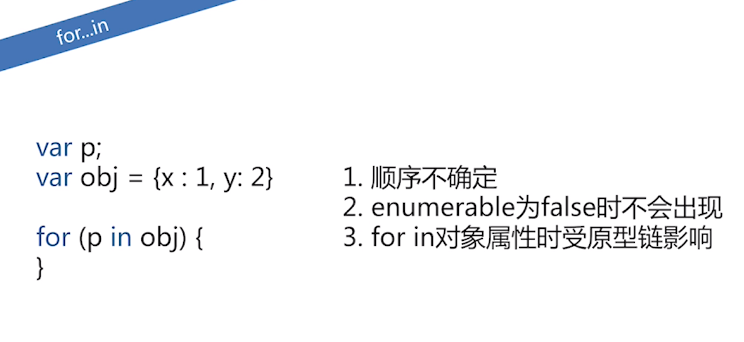 for...in
var p;
var obj = {x : 1, y: 2}
for (p in obj) {
}
1. 顺序不确定
2. enumerable为false时不会出现
3. for in对象属性时受原型链影响